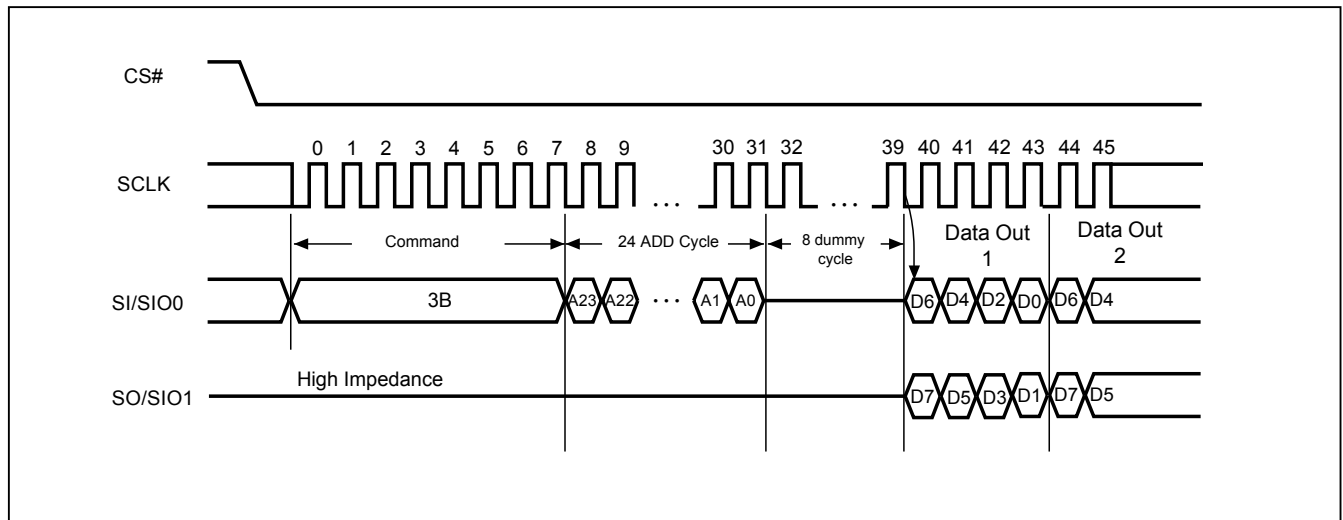 CS#
0 1 2 3 4 5 6 7 8 9 30 31 32 39 40 41 42 43 44 45
SCLK
...
...
Command
24 ADD Cycle
8 dummy
cycle
Data Out
1
Data Out
2
SI/SIO0
3B
A23 A22 ... A1 A0
D6 D4 D2 D0 D6 D4
High Impedance
SO/SIO1
D7 D5 D3 D1 D7 D5